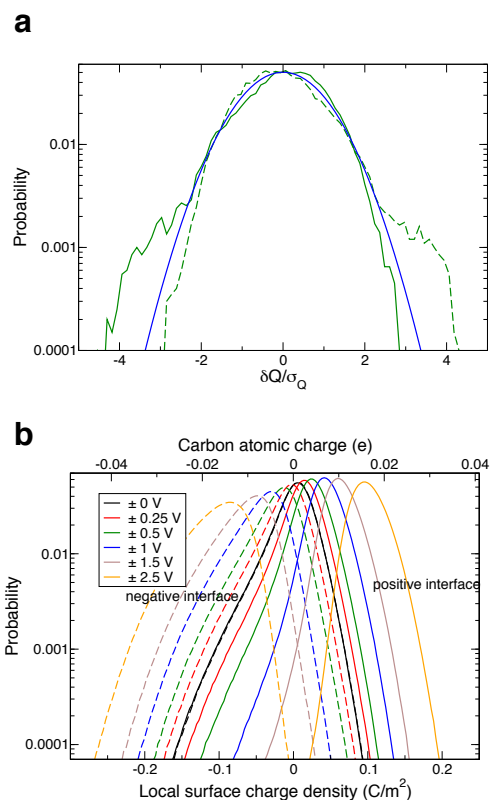 a
0.01
0.001
0.0001
Probability
-4 -2 0 2 4
δQ/σQ
b
Carbon atomic charge (e)
-0.04 -0.02 0 0.02 0.04
± 0 V
± 0.25 V
± 0.5 V
± 1 V
± 1.5 V
± 2.5 V
negative interface
positive interface
0.01
0.001
0.0001
Probability
-0.2 -0.1 0 0.1 0.2
Local surface charge density (C/m²)